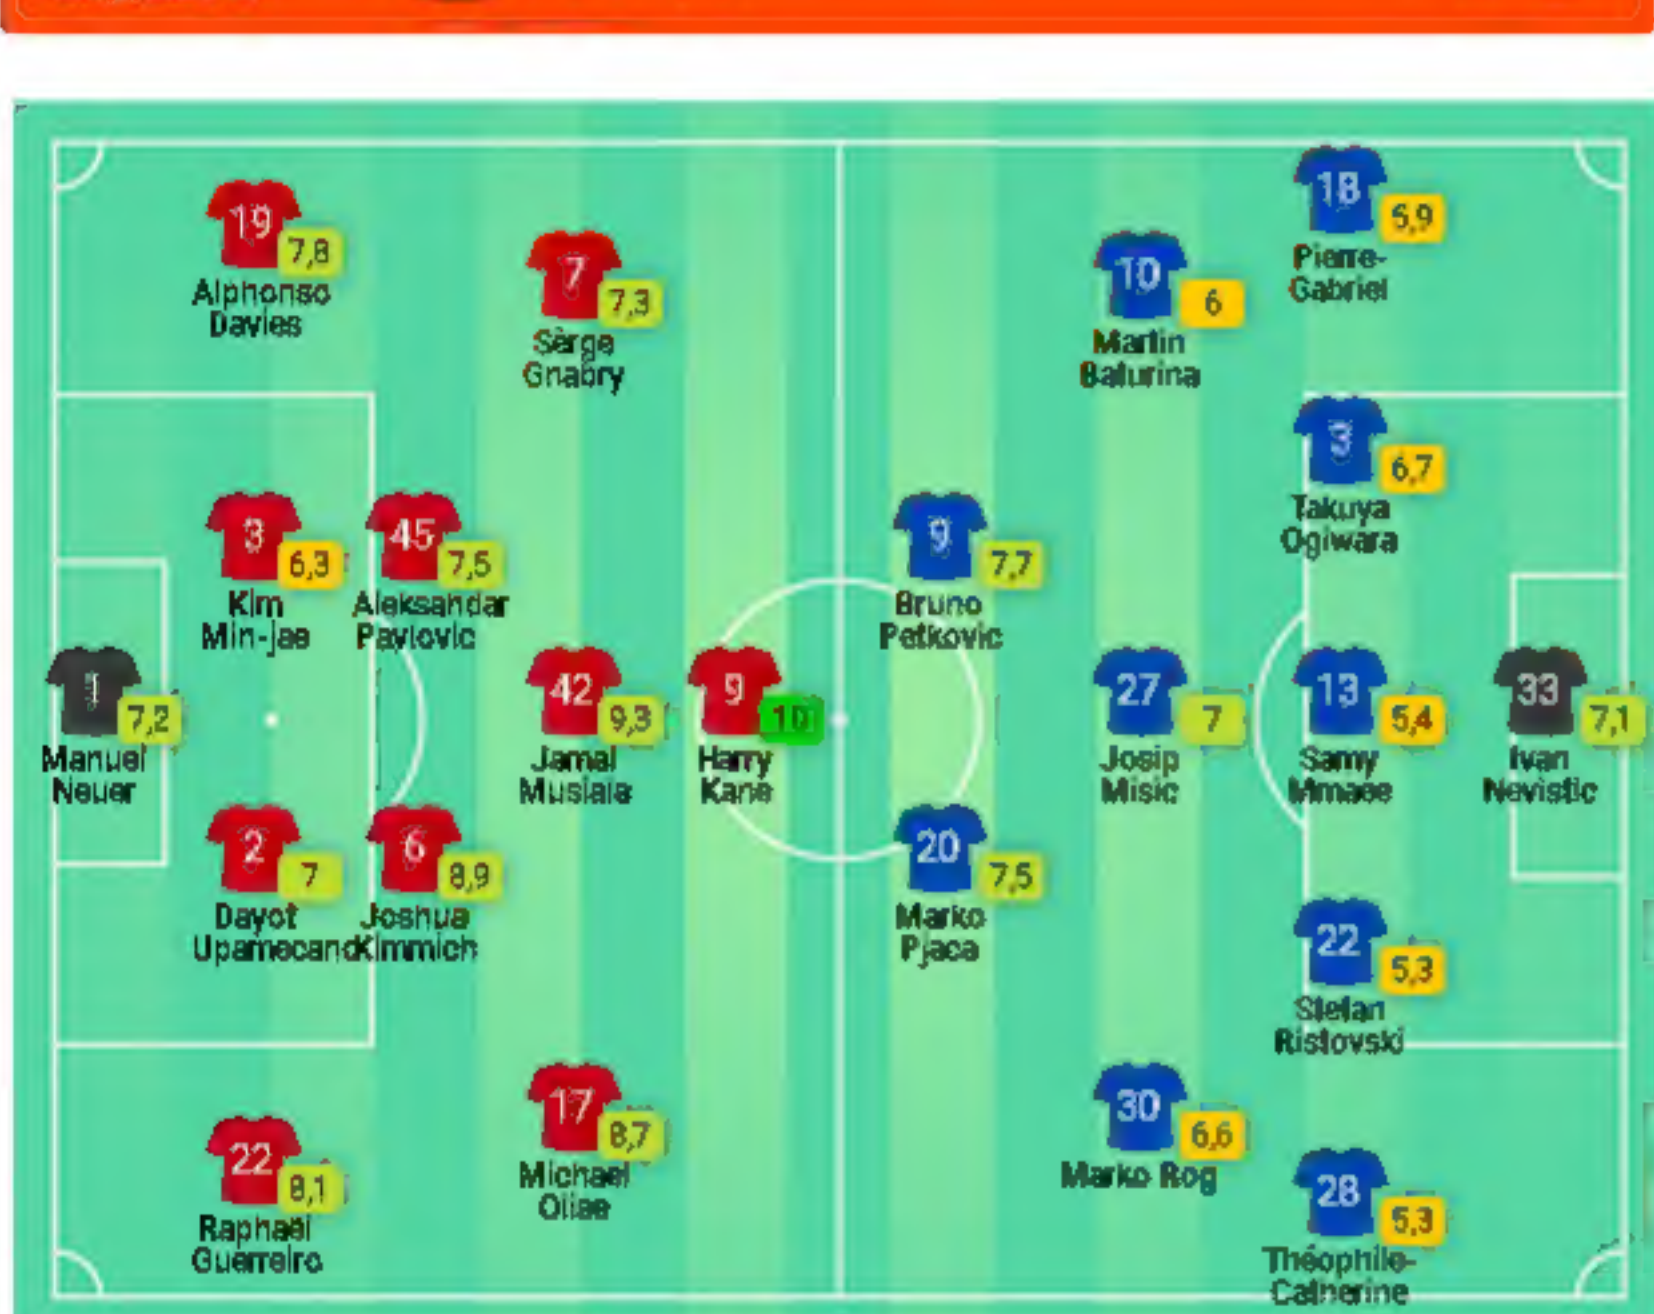 19
7,8
Alphonso
Davies
7
7,3
Serge
Gnabry
10
6
Martin
Baturina
18
5,9
Pierre-
Gabriel
3
6,3
Kim
Min-jae
45
7,5
Aleksandar
Pavlovic
9
7,7
Bruno
Petkovic
3
6,7
Takuya
Ogiwara
1
7,2
Manuel
Neuer
42
9,3
Jamal
Musiala
9
10
Harry
Kane
27
7
Josip
Misic
13
5,4
Samy
Mmaee
33
7,1
Ivan
Nevistic
2
7
Dayot
Upamecano
6
8,9
Joshua
Kimmich
20
7,5
Marko
Pjaca
22
5,3
Stefan
Ristovski
22
8,1
Raphaël
Guerreiro
17
8,7
Michael
Olise
30
6,6
Marko Rog
28
5,3
Théophile-
Catherine